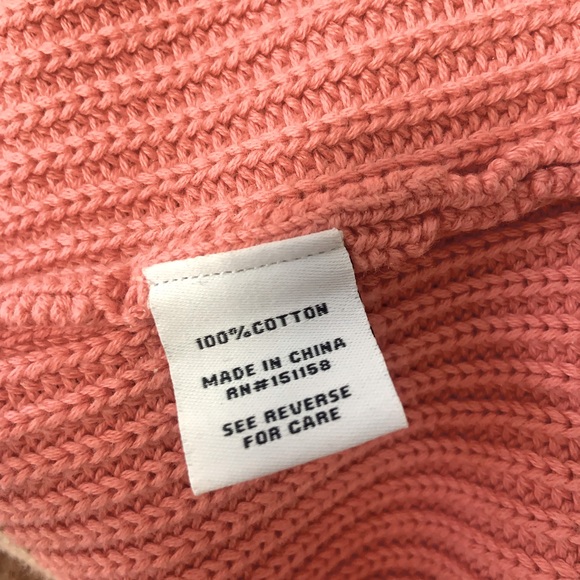 100%COTTON
MADE IN CHINA
RN#151158
SEE REVERSE
FOR CARE